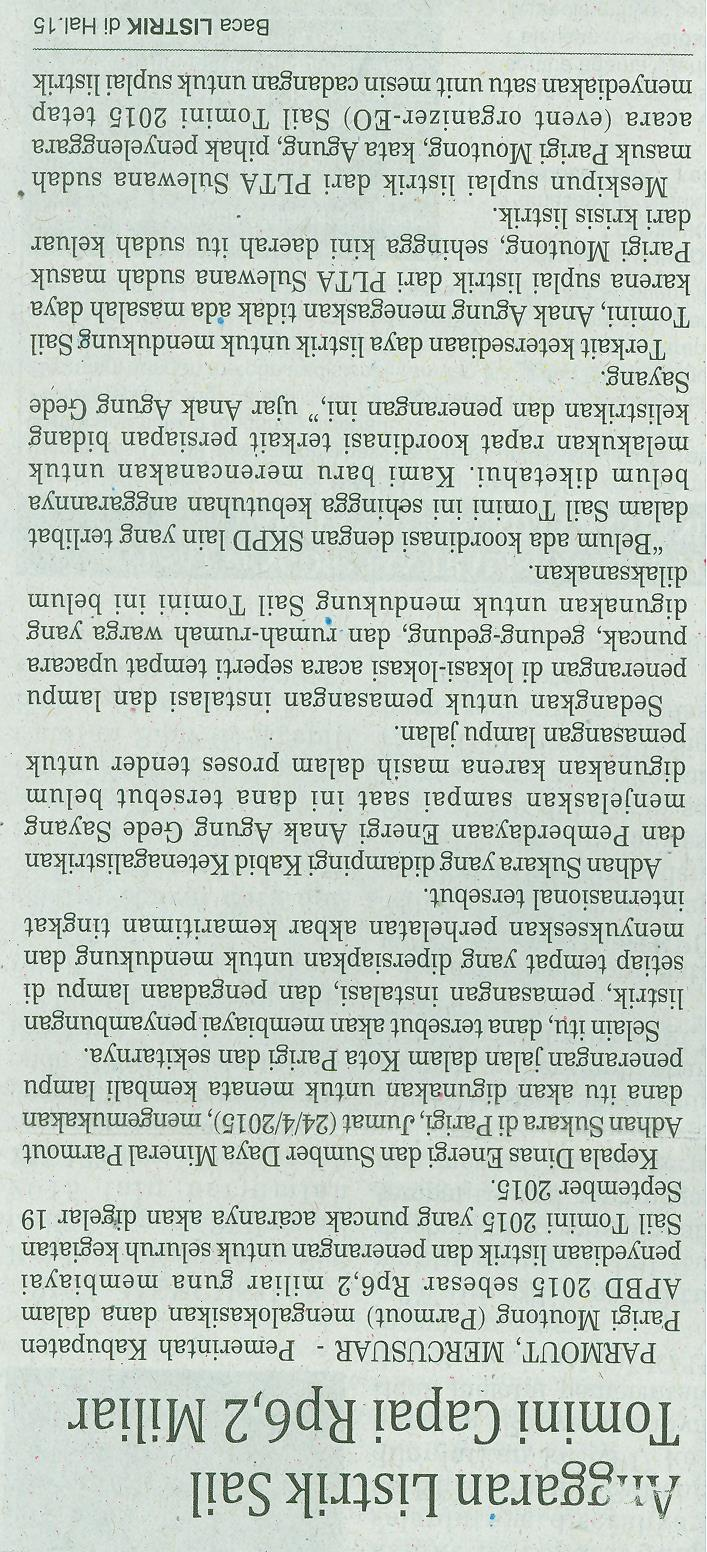 Anggaran Listrik Sail
Tomini Capai Rp6,2 Miliar
PARMOUT, MERCUSUAR - Pemerintah Kabupaten
Parigi Moutong (Parmout) mengalokasikan dana dalam
APBD 2015 sebesar Rp6,2 miliar guna membiayai
penyediaan listrik dan penerangan untuk seluruh kegiatan
Sail Tomini 2015 yang puncak acaranya akan digelar 19
September 2015.
Kepala Dinas Energi dan Sumber Daya Mineral Parmout
Adhan Sukara di Parigi, Jumat (24/4/2015), mengemukakan
dana itu akan digunakan untuk menata kembali lampu
penerangan jalan dalam Kota Parigi dan sekitarnya.
Selain itu, dana tersebut akan membiayai penyambungan
listrik, pemasangan instalasi, dan pengadaan lampu di
setiap tempat yang dipersiapkan untuk mendukung dan
menyukseskan perhelatan akbar kemaritiman tingkat
internasional tersebut.
Adhan Sukara yang didampingi Kabid Ketenagalistrikan
dan Pemberdayaan Energi Anak Agung Gede Sayang
menjelaskan sampai saat ini dana tersebut belum
digunakan karena masih dalam proses tender untuk
pemasangan lampu jalan.
Sedangkan untuk pemasangan instalasi dan lampu
penerangan di lokasi-lokasi acara seperti tempat upacara
puncak, gedung-gedung, dan rumah-rumah warga yang
digunakan untuk mendukung Sail Tomini ini belum
dilaksanakan.
“Belum ada koordinasi dengan SKPD lain yang terlibat
dalam Sail Tomini ini sehingga kebutuhan anggarannya
belum diketahui. Kami baru merencanakan untuk
melakukan rapat koordinasi terkait persiapan bidang
kelistrikan dan penerangan ini,” ujar Anak Agung Gede
Sayang.
Terkait ketersediaan daya listrik untuk mendukung Sail
Tomini, Anak Agung menegaskan tidak ada masalah daya
karena suplai listrik dari PLTA Sulewana sudah masuk
Parigi Moutong, sehingga kini daerah itu sudah keluar
dari krisis listrik.
Meskipun suplai listrik dari PLTA Sulewana sudah
masuk Parigi Moutong, kata Agung, pihak penyelenggara
acara (event organizer-EO) Sail Tomini 2015 tetap
menyediakan satu unit mesin cadangan untuk suplai listrik
Baca LISTRIK di Hal.15